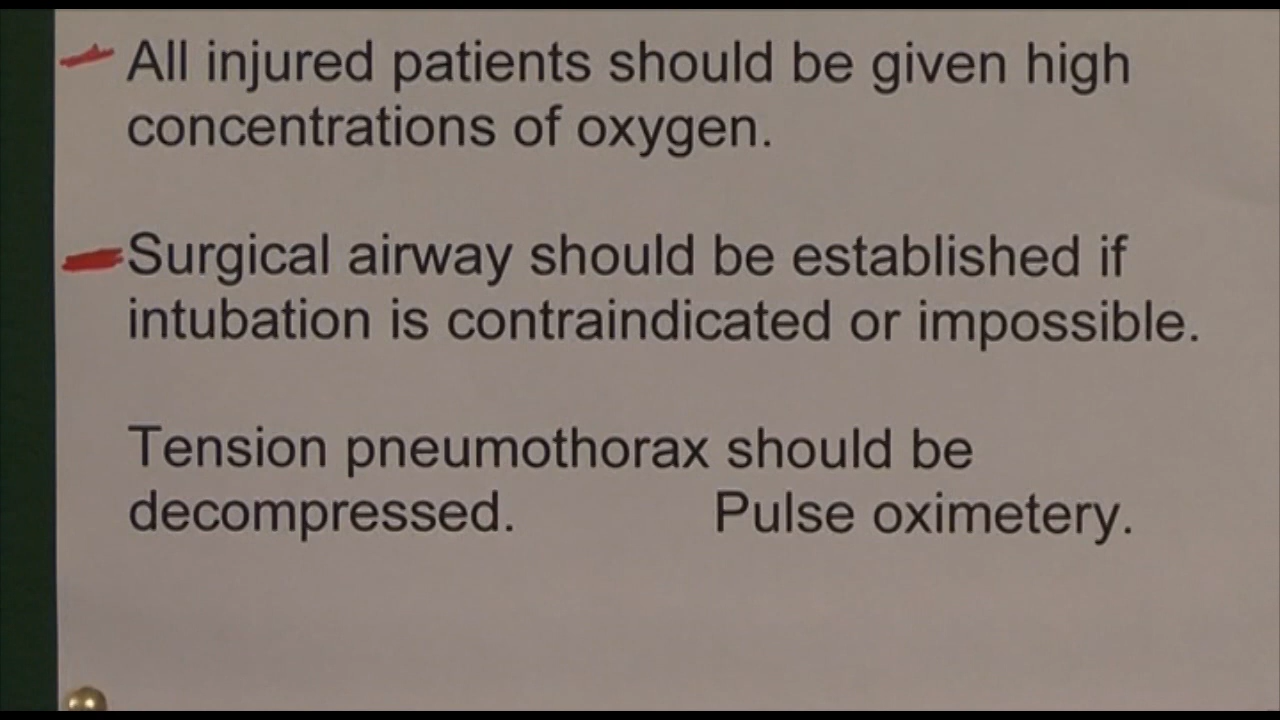 All injured patients should be given high
concentrations of oxygen.
Surgical airway should be established if
intubation is contraindicated or impossible.
Tension pneumothorax should be
decompressed. Pulse oximetery.